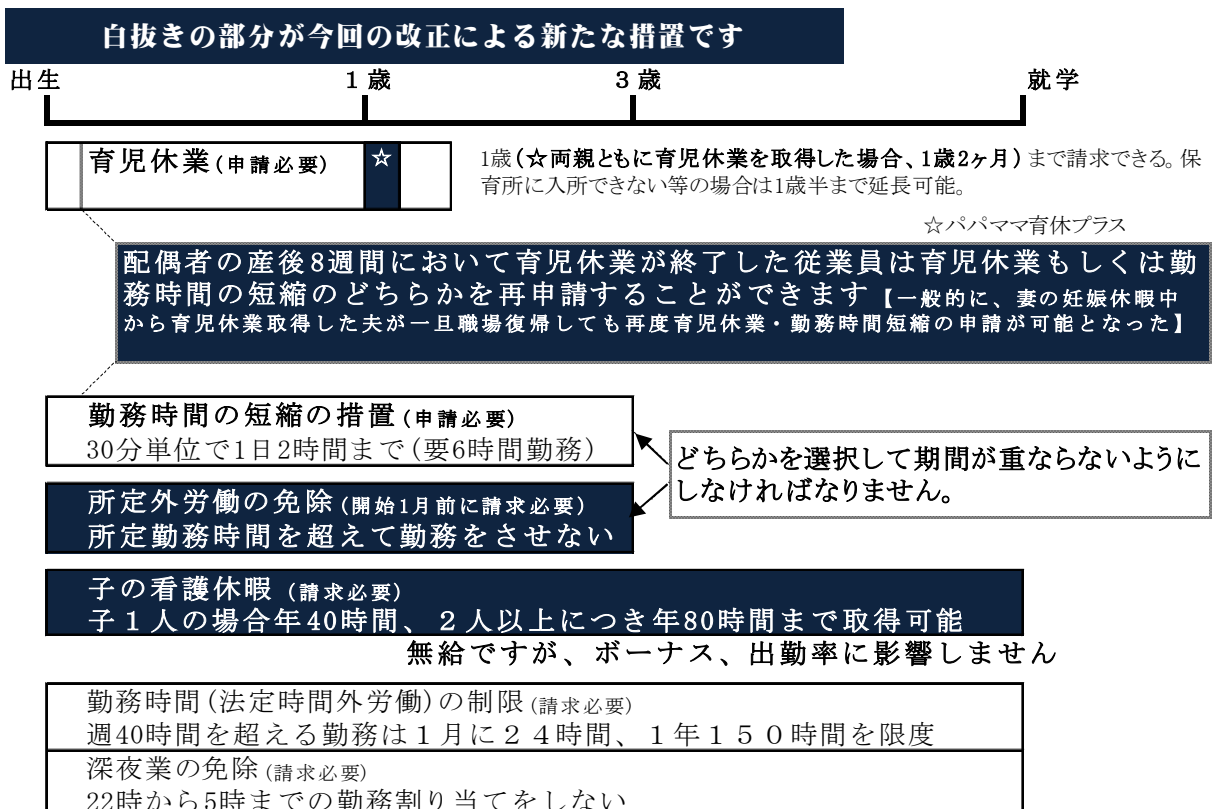 白抜きの部分が今回の改正による新たな措置です
出生 1歳 3歳 就学
育児休業(申請必要) ☆
1歳(☆両親ともに育児休業を取得した場合、1歳2ヶ月)まで請求できる。保
育所に入所できない等の場合は1歳半まで延長可能。
☆パパママ育休プラス
配偶者の産後8週間において育児休業が終了した従業員は育児休業もしくは勤
務時間の短縮のどちらかを再申請することができます【一般的に、妻の妊娠休暇中
から育児休業取得した夫が一旦職場復帰しても再度育児休業・勤務時間短縮の申請が可能となった】
勤務時間の短縮の措置(申請必要)
30分単位で1日2時間まで(要6時間勤務)
どちらかを選択して期間が重ならないように
しなければなりません。
所定外労働の免除(開始1月前に請求必要)
所定勤務時間を超えて勤務をさせない
子の看護休暇(請求必要)
子1人の場合年40時間、2人以上につき年80時間まで取得可能
無給ですが、ボーナス、出勤率に影響しません
勤務時間(法定時間外労働)の制限(請求必要)
週40時間を超える勤務は1月に24時間、1年150時間を限度
深夜業の免除(請求必要)
22時から5時までの勤務割り当てをしない